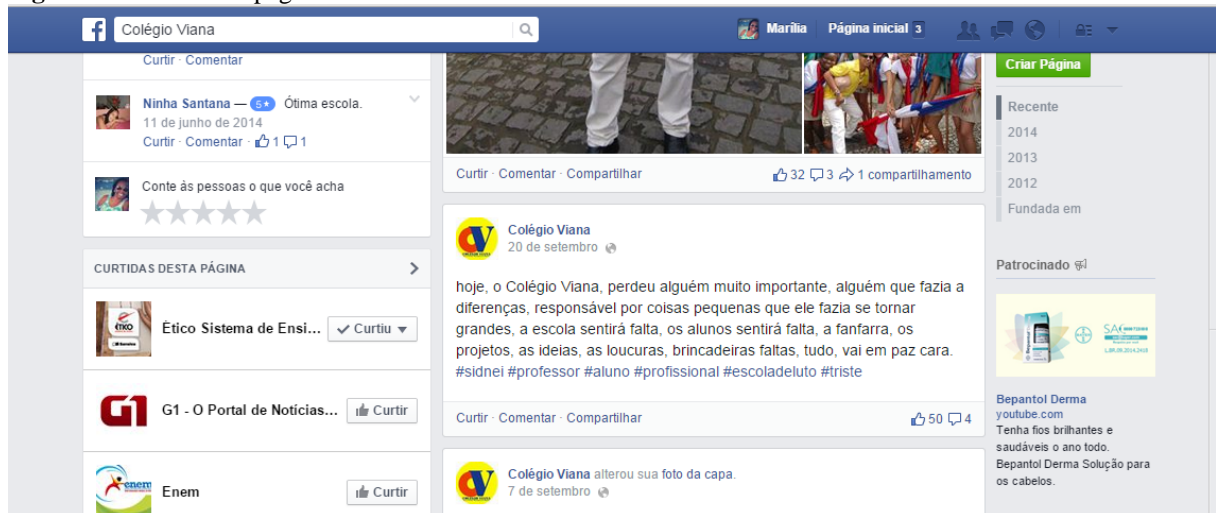 Colégio Viana
Marília Página inicial 3
Curtir · Comentar
Ninha Santana — 5★ Ótima escola.
11 de junho de 2014
Curtir · Comentar · 1 1
Conte às pessoas o que você acha
CURTIDAS DESTA PÁGINA
Ético Sistema de Ensi... Curtiu
G1 - O Portal de Notícias... Curtir
Enem Curtir
Curtir · Comentar · Compartilhar 32 3 1 compartilhamento
Colégio Viana
20 de setembro
hoje, o Colégio Viana, perdeu alguém muito importante, alguém que fazia a
diferenças, responsável por coisas pequenas que ele fazia se tornar
grandes, a escola sentirá falta, os alunos sentirá falta, a fanfarra, os
projetos, as ideias, as loucuras, brincadeiras faltas, tudo, vai em paz cara.
#sidnei #professor #aluno #profissional #escoladeluto #triste
Curtir · Comentar · Compartilhar 50 4
Colégio Viana alterou sua foto da capa.
7 de setembro
Criar Página
Recente
2014
2013
2012
Fundada em
Patrocinado
SAC
Bepantol Derma
youtube.com
Tenha fios brilhantes e
saudáveis o ano todo.
Bepantol Derma Solução para
os cabelos.